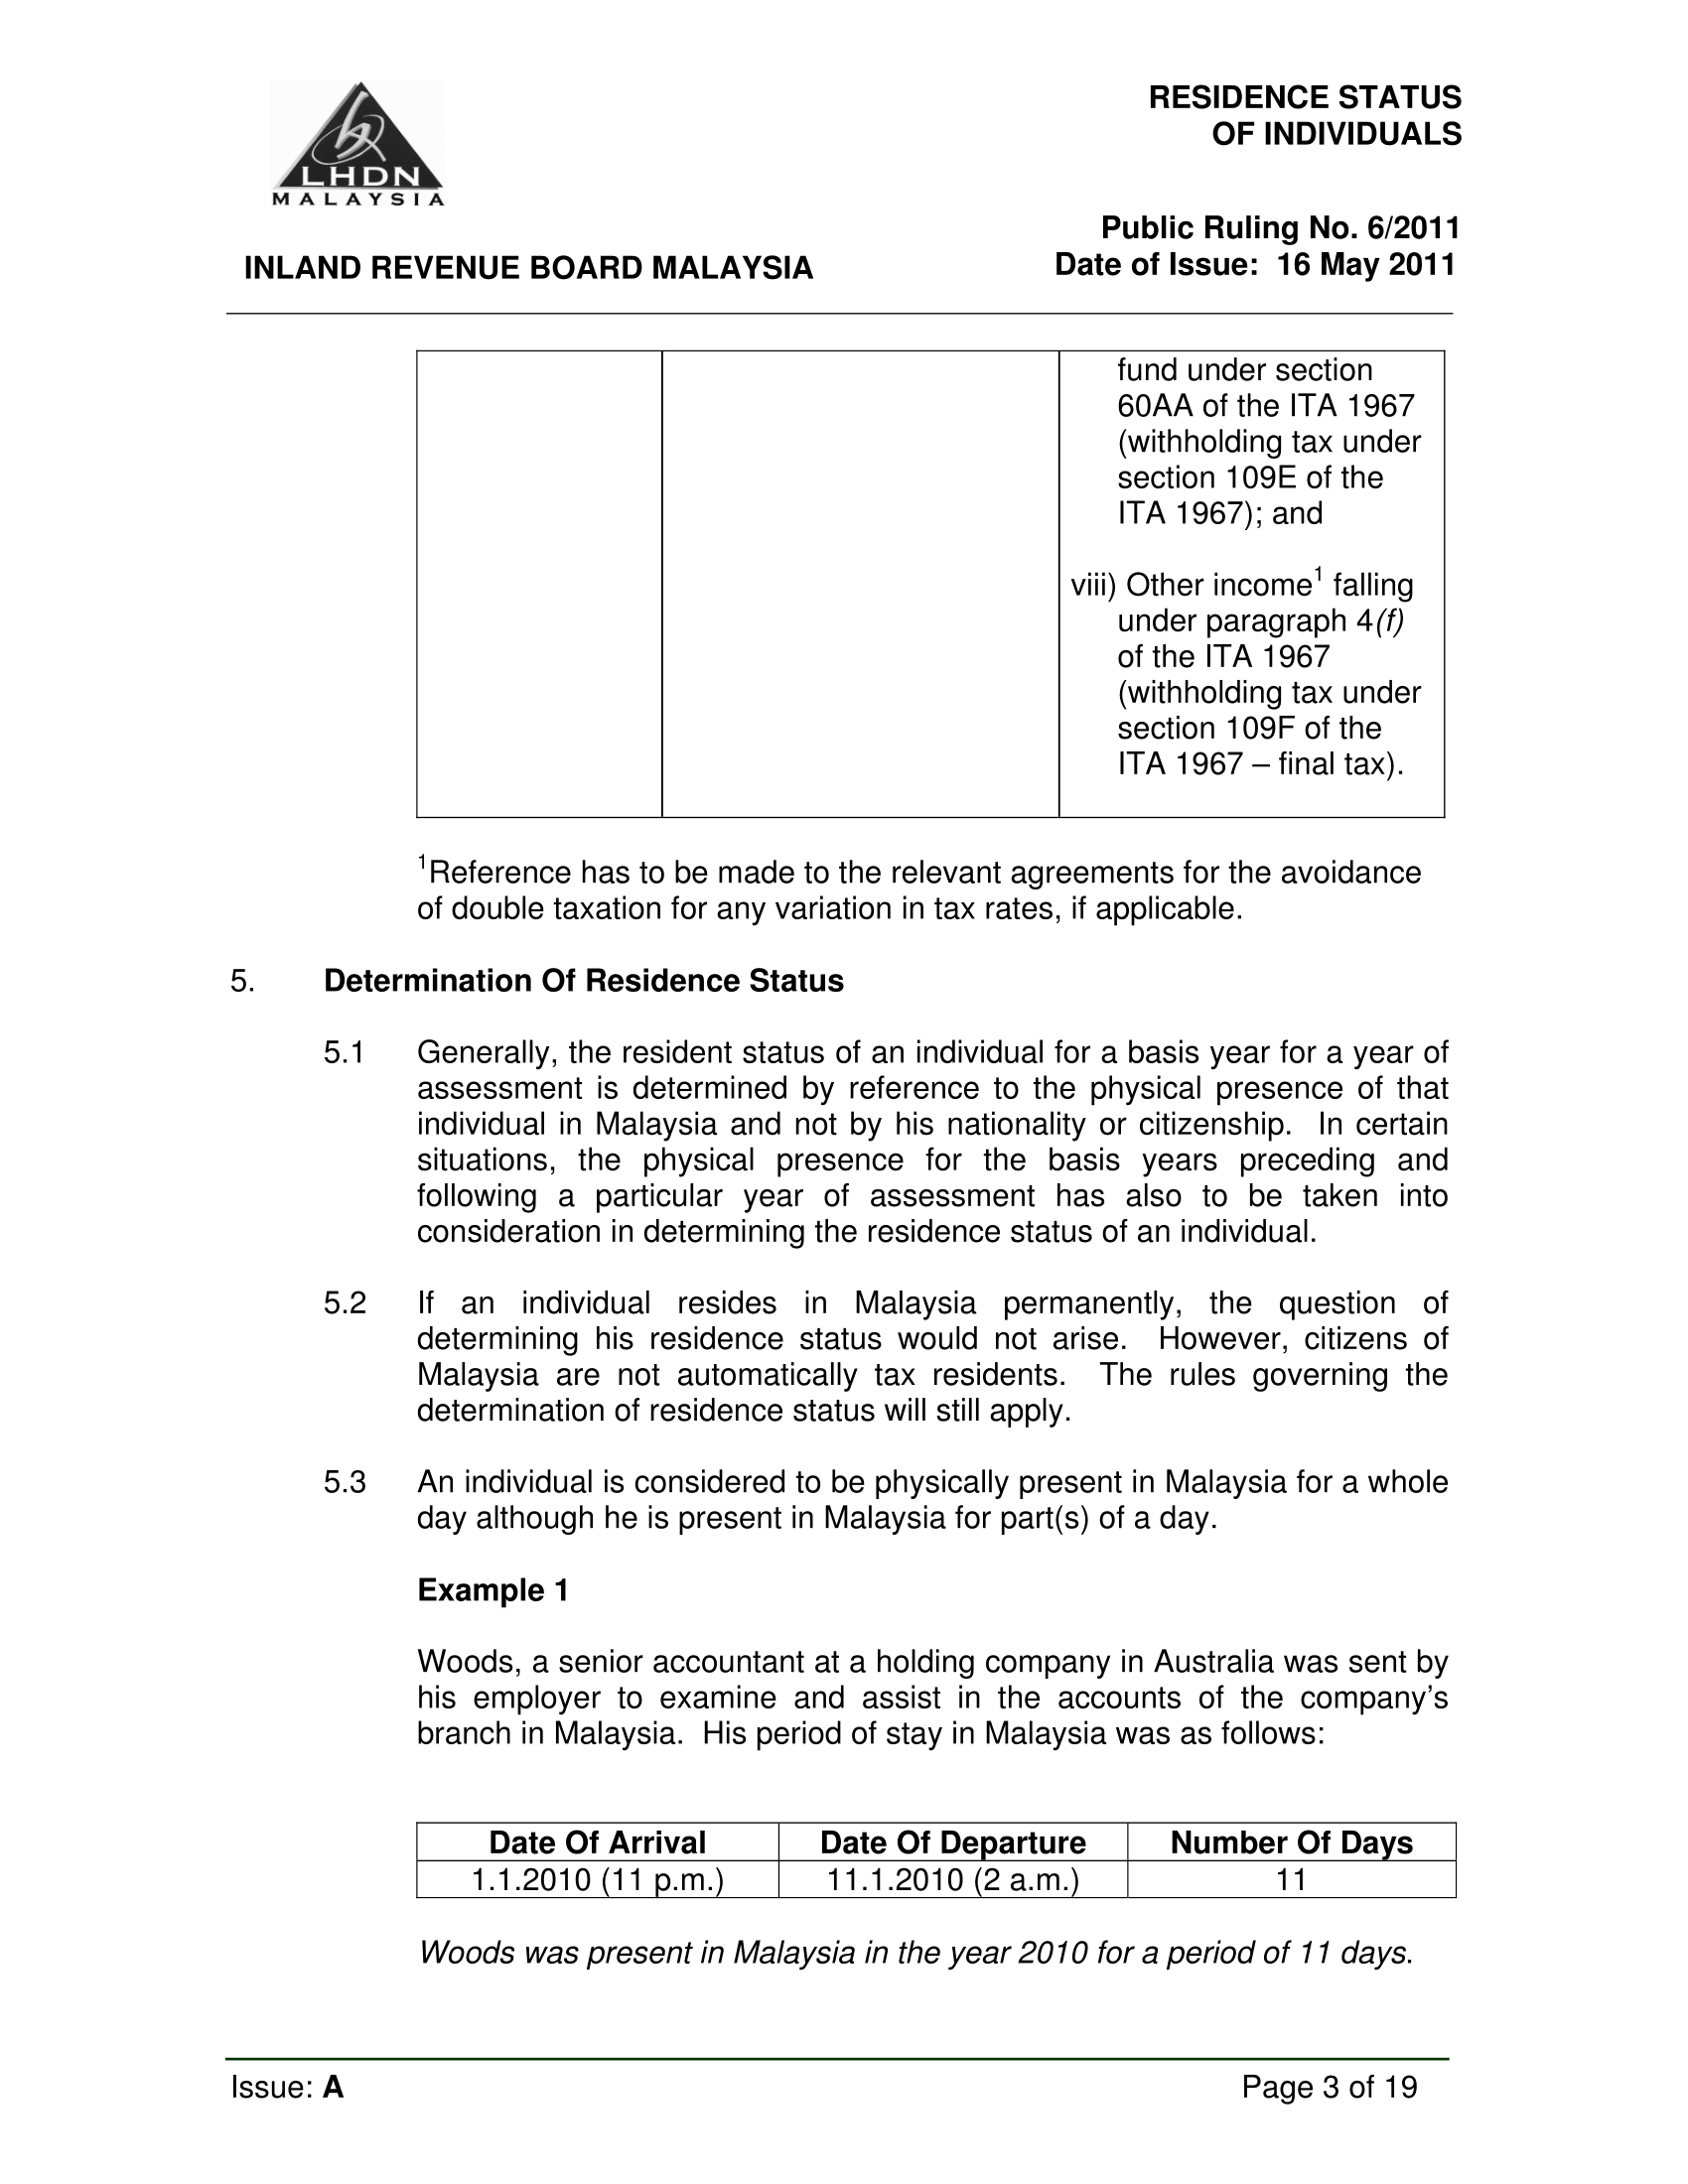 LHDN
MALAYSIA
INLAND REVENUE BOARD MALAYSIA
RESIDENCE STATUS
OF INDIVIDUALS
Public Ruling No. 6/2011
Date of Issue: 16 May 2011
fund under section
60AA of the ITA 1967
(withholding tax under
section 109E of the
ITA 1967); and
viii) Other income1 falling
under paragraph 4(f)
of the ITA 1967
(withholding tax under
section 109F of the
ITA 1967 – final tax).
1Reference has to be made to the relevant agreements for the avoidance
of double taxation for any variation in tax rates, if applicable.
5. Determination Of Residence Status
5.1 Generally, the resident status of an individual for a basis year for a year of
assessment is determined by reference to the physical presence of that
individual in Malaysia and not by his nationality or citizenship. In certain
situations, the physical presence for the basis years preceding and
following a particular year of assessment has also to be taken into
consideration in determining the residence status of an individual.
5.2 If an individual resides in Malaysia permanently, the question of
determining his residence status would not arise. However, citizens of
Malaysia are not automatically tax residents. The rules governing the
determination of residence status will still apply.
5.3 An individual is considered to be physically present in Malaysia for a whole
day although he is present in Malaysia for part(s) of a day.
Example 1
Woods, a senior accountant at a holding company in Australia was sent by
his employer to examine and assist in the accounts of the company's
branch in Malaysia. His period of stay in Malaysia was as follows:
Date Of Arrival Date Of Departure Number Of Days
1.1.2010 (11 p.m.) 11.1.2010 (2 a.m.) 11
Woods was present in Malaysia in the year 2010 for a period of 11 days.
Issue: A Page 3 of 19